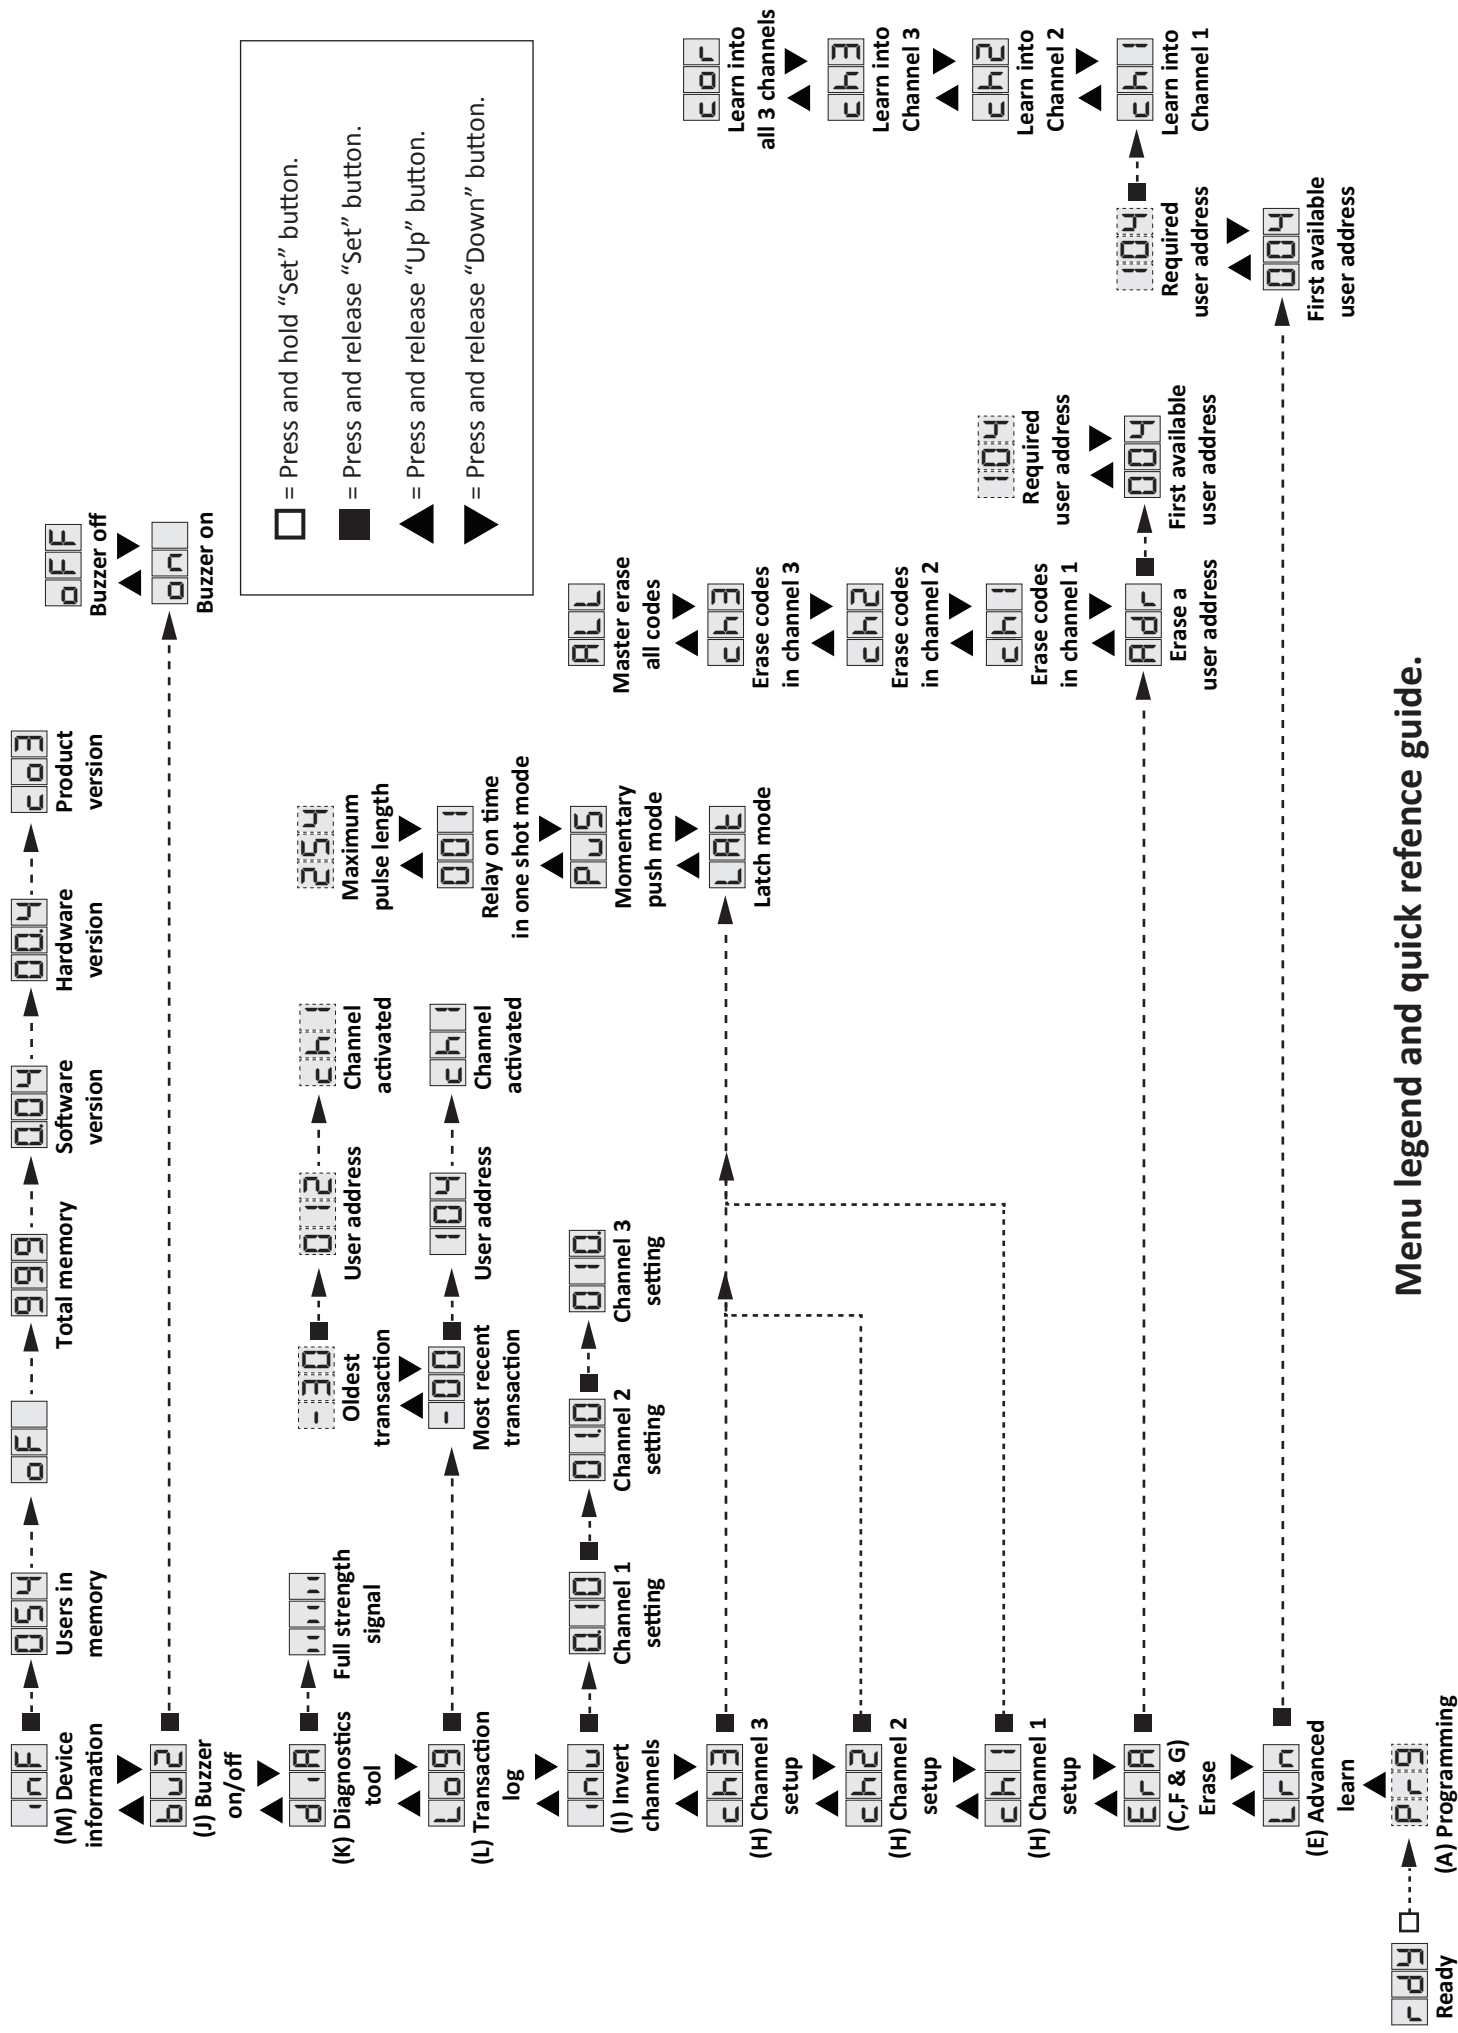 inF
(M) Device
information
054
Users in
memory
oF
999
Total memory
0.04
Software
version
00.4
Hardware
version
co3
Product
version
buZ
(J) Buzzer
on/off
oFF
Buzzer off
on
Buzzer on
diA
(K) Diagnostics
tool
Full strength
signal
-30
Oldest
transaction
012
User address
ch1
Channel
activated
LoG
(L) Transaction
log
-00
Most recent
transaction
104
User address
ch1
Channel
activated
inu
(I) Invert
channels
0.10
Channel 1
setting
01.0
Channel 2
setting
010.
Channel 3
setting
254
Maximum
pulse length
001
Relay on time
in one shot mode
PuS
Momentary
push mode
LAt
Latch mode
= Press and hold “Set” button.
= Press and release “Set” button.
= Press and release “Up” button.
= Press and release “Down” button.
ch3
(H) Channel 3
setup
ch2
(H) Channel 2
setup
ch1
(H) Channel 1
setup
ALL
Master erase
all codes
ch3
Erase codes
in channel 3
ch2
Erase codes
in channel 2
ch1
Erase codes
in channel 1
ErA
(C,F & G)
Erase
Adr
Erase a
user address
104
Required
user address
004
First available
user address
cor
Learn into
all 3 channels
ch3
Learn into
Channel 3
ch2
Learn into
Channel 2
ch1
Learn into
Channel 1
104
Required
user address
Lrn
(E) Advanced
learn
004
First available
user address
rdy
Ready
Prg
(A) Programming
Menu legend and quick reference guide.